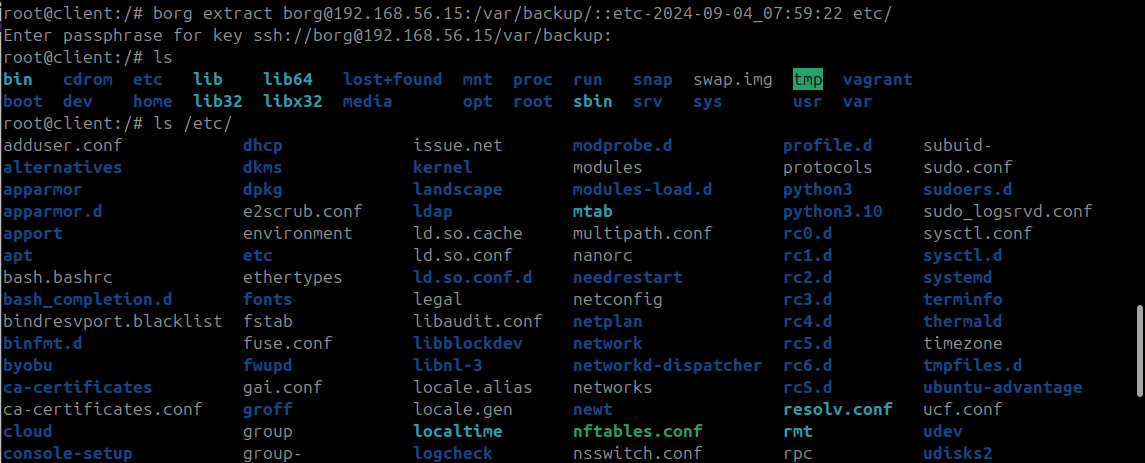 root@client:/# borg extract borg@192.168.56.15:/var/backup/::etc-2024-09-04_07:59:22 etc/
Enter passphrase for key ssh://borg@192.168.56.15/var/backup:
root@client:/# ls
bin cdrom etc lib lib64 lost+found mnt proc run snap swap.img tmp vagrant
boot dev home lib32 libx32 media opt root sbin srv sys usr var
root@client:/# ls /etc/
adduser.conf dhcp issue.net modprobe.d profile.d subuid-
alternatives dkms kernel modules protocols sudo.conf
apparmor dpkg landscape modules-load.d python3 sudoers.d
apparmor.d e2scrub.conf ldap mtab python3.10 sudo_logsrvd.conf
apport environment ld.so.cache multipath.conf rc0.d sysctl.conf
apt etc ld.so.conf nanorc rc1.d sysctl.d
bash.bashrc ethertypes ld.so.conf.d needrestart rc2.d systemd
bash_completion.d fonts legal netconfig rc3.d terminfo
bindresvport.blacklist fstab libaudit.conf netplan rc4.d thermald
binfmt.d fuse.conf libblockdev network rc5.d timezone
byobu fwupd libnl-3 networkd-dispatcher rc6.d tmpfiles.d
ca-certificates gai.conf locale.alias networks rc5.d ubuntu-advantage
ca-certificates.conf groff locale.gen newt resolv.conf ucf.conf
cloud group localtime nftables.conf rmt udev
console-setup group- logcheck nsswitch.conf rpc udisks2